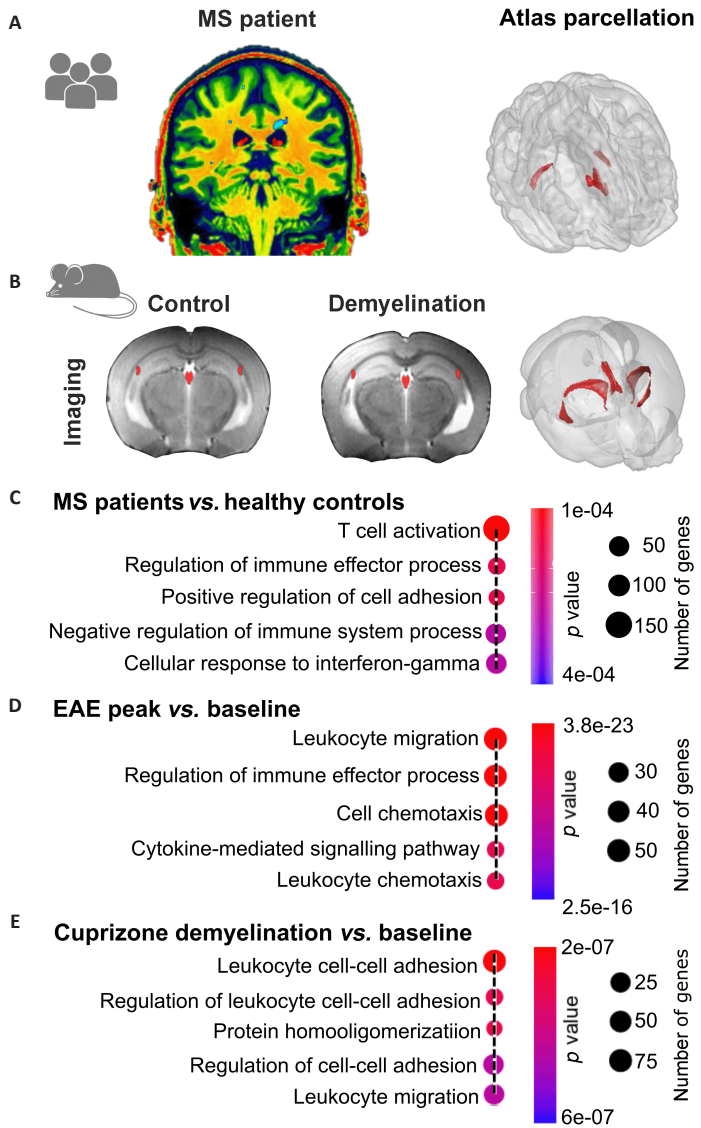 A
MS patient
Atlas parcellation
B
Control
Demyelination
Imaging
C
MS patients vs. healthy controls
T cell activation
Regulation of immune effector process
Positive regulation of cell adhesion
Negative regulation of immune system process
Cellular response to interferon-gamma
1e-04
p value
4e-04
50
100
150
Number of genes
D
EAE peak vs. baseline
Leukocyte migration
Regulation of immune effector process
Cell chemotaxis
Cytokine-mediated signalling pathway
Leukocyte chemotaxis
3.8e-23
p value
2.5e-16
30
40
50
Number of genes
E
Cuprizone demyelination vs. baseline
Leukocyte cell-cell adhesion
Regulation of leukocyte cell-cell adhesion
Protein homooligomerizatiion
Regulation of cell-cell adhesion
Leukocyte migration
2e-07
p value
6e-07
25
50
75
Number of genes